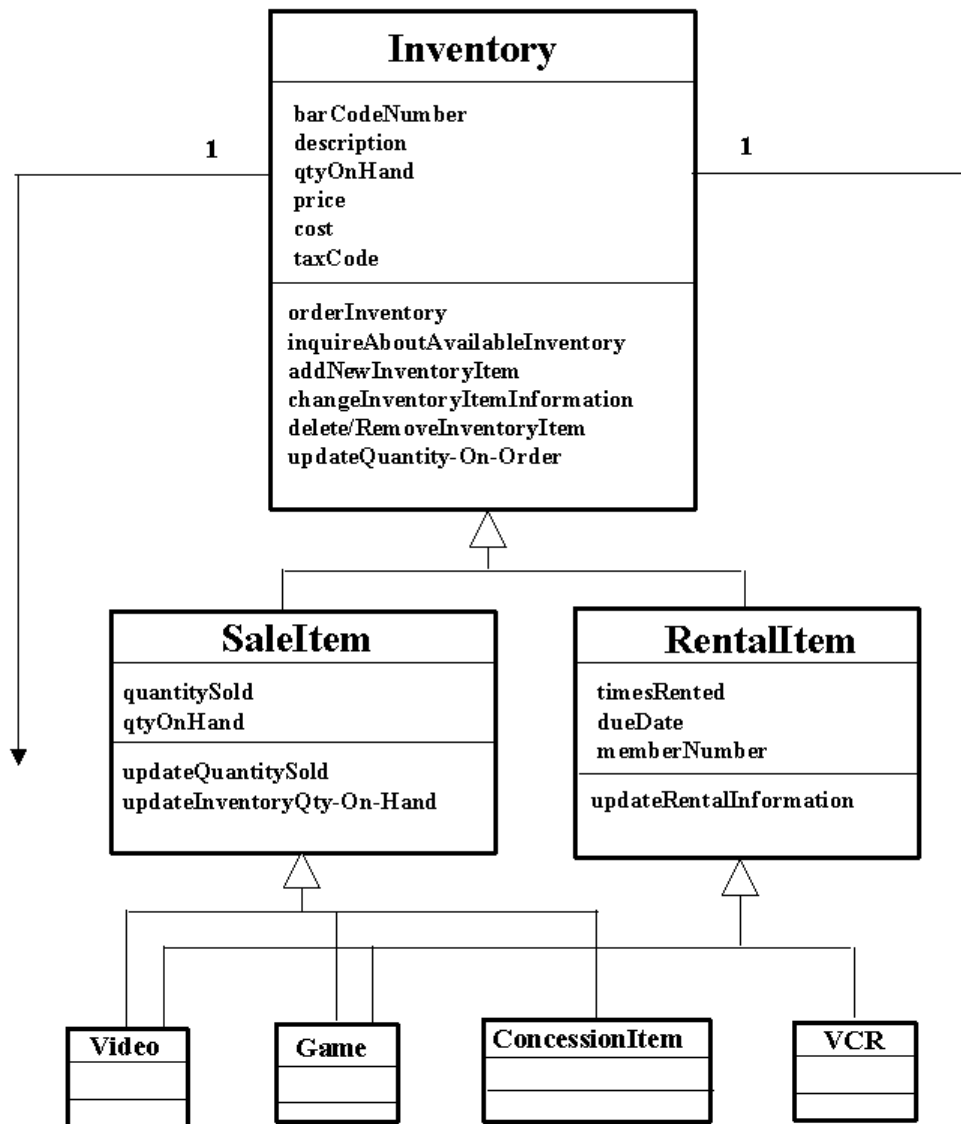 Inventory
barCodeNumber
description
qtyOnHand
price
cost
taxCode
1
1
orderInventory
inquireAboutAvailableInventory
addNewInventoryItem
changeInventoryItemInformation
delete/RemoveInventoryItem
updateQuantity-On-Order
SaleItem
quantitySold
qtyOnHand
updateQuantitySold
updateInventoryQty-On-Hand
RentalItem
timesRented
dueDate
memberNumber
updateRentalInformation
Video
Game
ConcessionItem
VCR